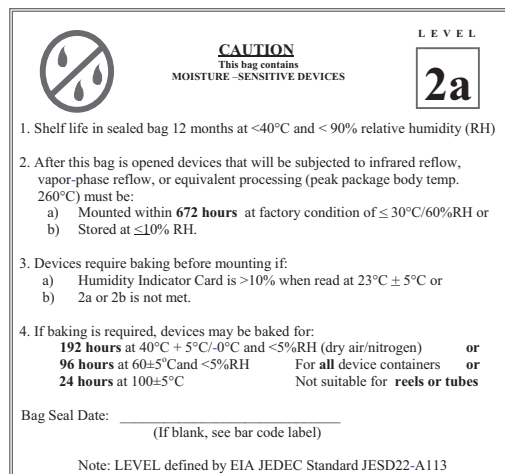 LEVEL
CAUTION
This bag contains
MOISTURE –SENSITIVE DEVICES
2a
1. Shelf life in sealed bag 12 months at <40°C and < 90% relative humidity (RH)
2. After this bag is opened devices that will be subjected to infrared reflow,
vapor-phase reflow, or equivalent processing (peak package body temp.
260°C) must be:
a) Mounted within 672 hours at factory condition of ≤ 30°C/60%RH or
b) Stored at ≤10% RH.
3. Devices require baking before mounting if:
a) Humidity Indicator Card is >10% when read at 23°C ± 5°C or
b) 2a or 2b is not met.
4. If baking is required, devices may be baked for:
192 hours at 40°C + 5°C/-0°C and <5%RH (dry air/nitrogen) or
96 hours at 60±5°Cand <5%RH For all device containers or
24 hours at 100±5°C Not suitable for reels or tubes
Bag Seal Date: ______________________________
(If blank, see bar code label)
Note: LEVEL defined by EIA JEDEC Standard JESD22-A113